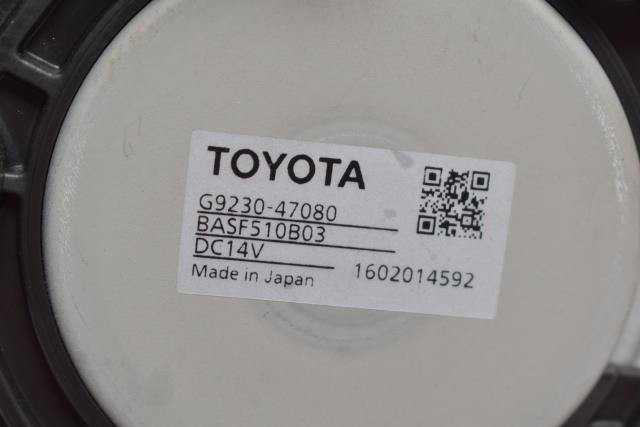 TOYOTA
G9230-47080
BASF510B03
DC14V
Made in Japan 1602014592